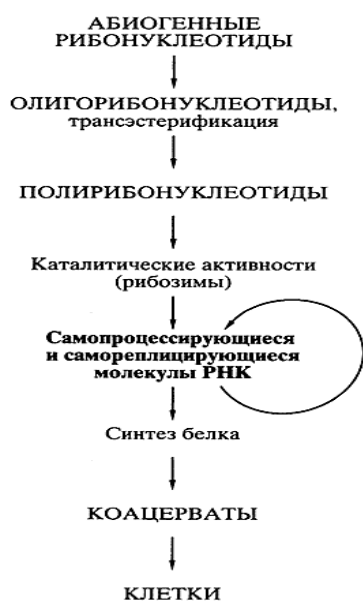 АБИОГЕННЫЕ
РИБОНУКЛЕОТИДЫ
ОЛИГОРИБОНУКЛЕОТИДЫ,
трансэстерификация
ПОЛИРИБОНУКЛЕОТИДЫ
Каталитические активности
(рибозимы)
Самопроцессирующиеся
и самореплицирующиеся
молекулы РНК
Синтез белка
КОАЦЕРВАТЫ
КЛЕТКИ